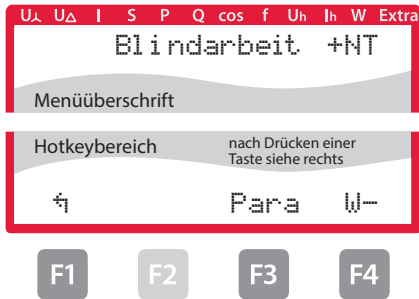 U⅄ U△ I S P Q cos f Uh Ih W Extra
Blindarbeit +NT
Menüüberschrift
Hotkeybereich
nach Drücken einer
Taste siehe rechts
↰ Para W-
F1 F2 F3 F4